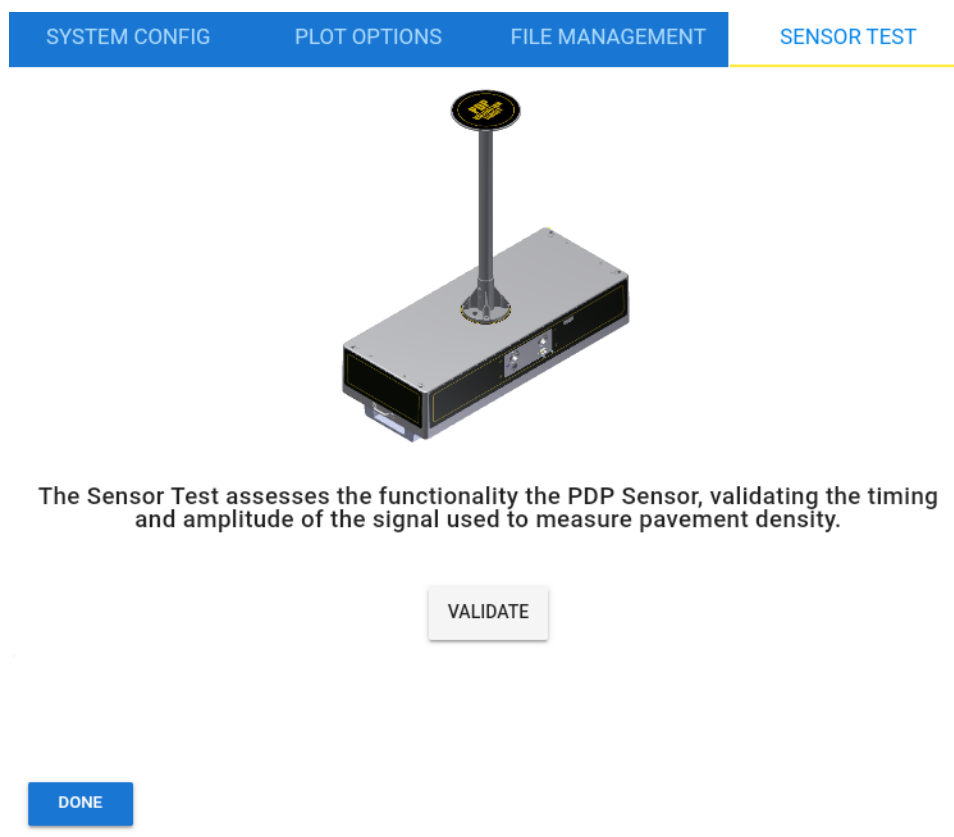 SYSTEM CONFIG PLOT OPTIONS FILE MANAGEMENT SENSOR TEST
PDP
The Sensor Test assesses the functionality the PDP Sensor, validating the timing
and amplitude of the signal used to measure pavement density.
VALIDATE
DONE